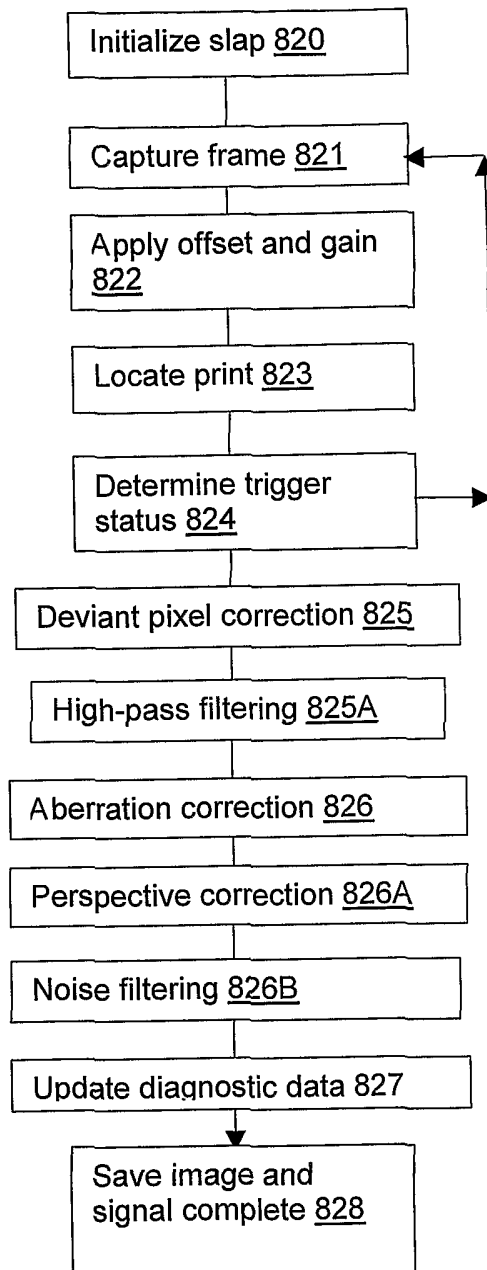 Initialize slap 820
Capture frame 821
Apply offset and gain
822
Locate print 823
Determine trigger
status 824
Deviant pixel correction 825
High-pass filtering 825A
Aberration correction 826
Perspective correction 826A
Noise filtering 826B
Update diagnostic data 827
Save image and
signal complete 828